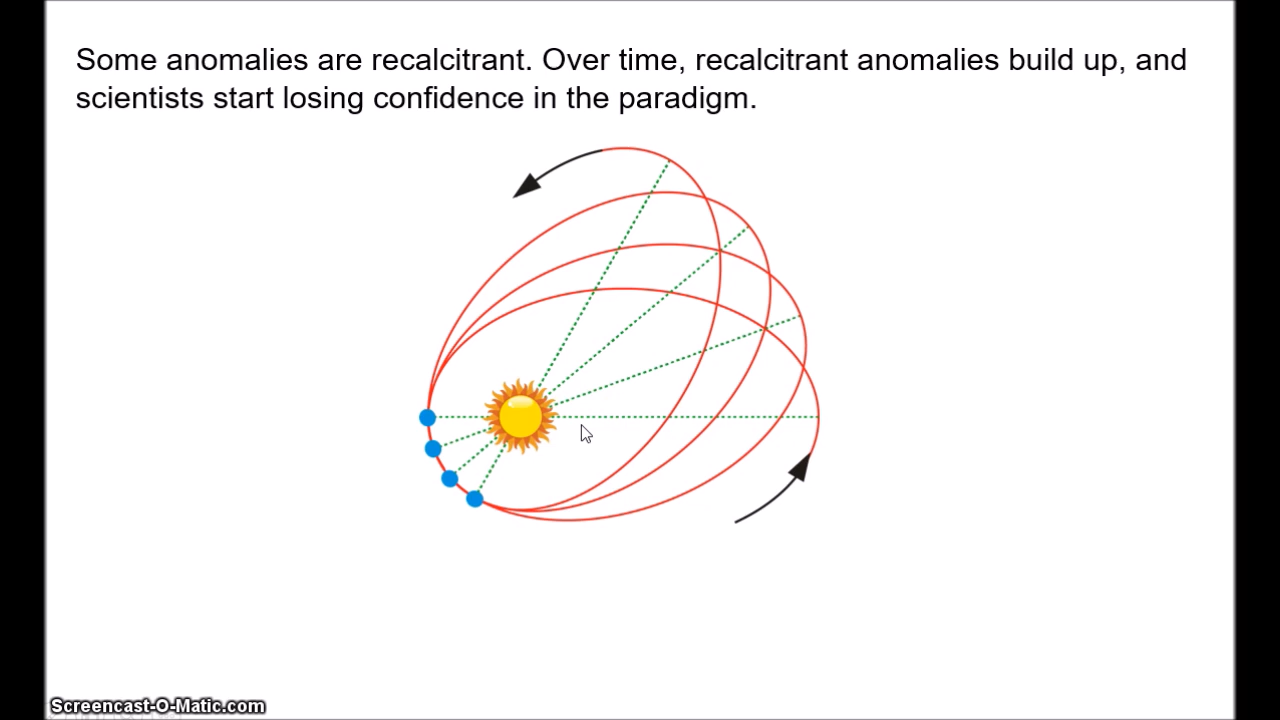 Some anomalies are recalcitrant. Over time, recalcitrant anomalies build up, and
scientists start losing confidence in the paradigm.
Screencast-O-Matic.com